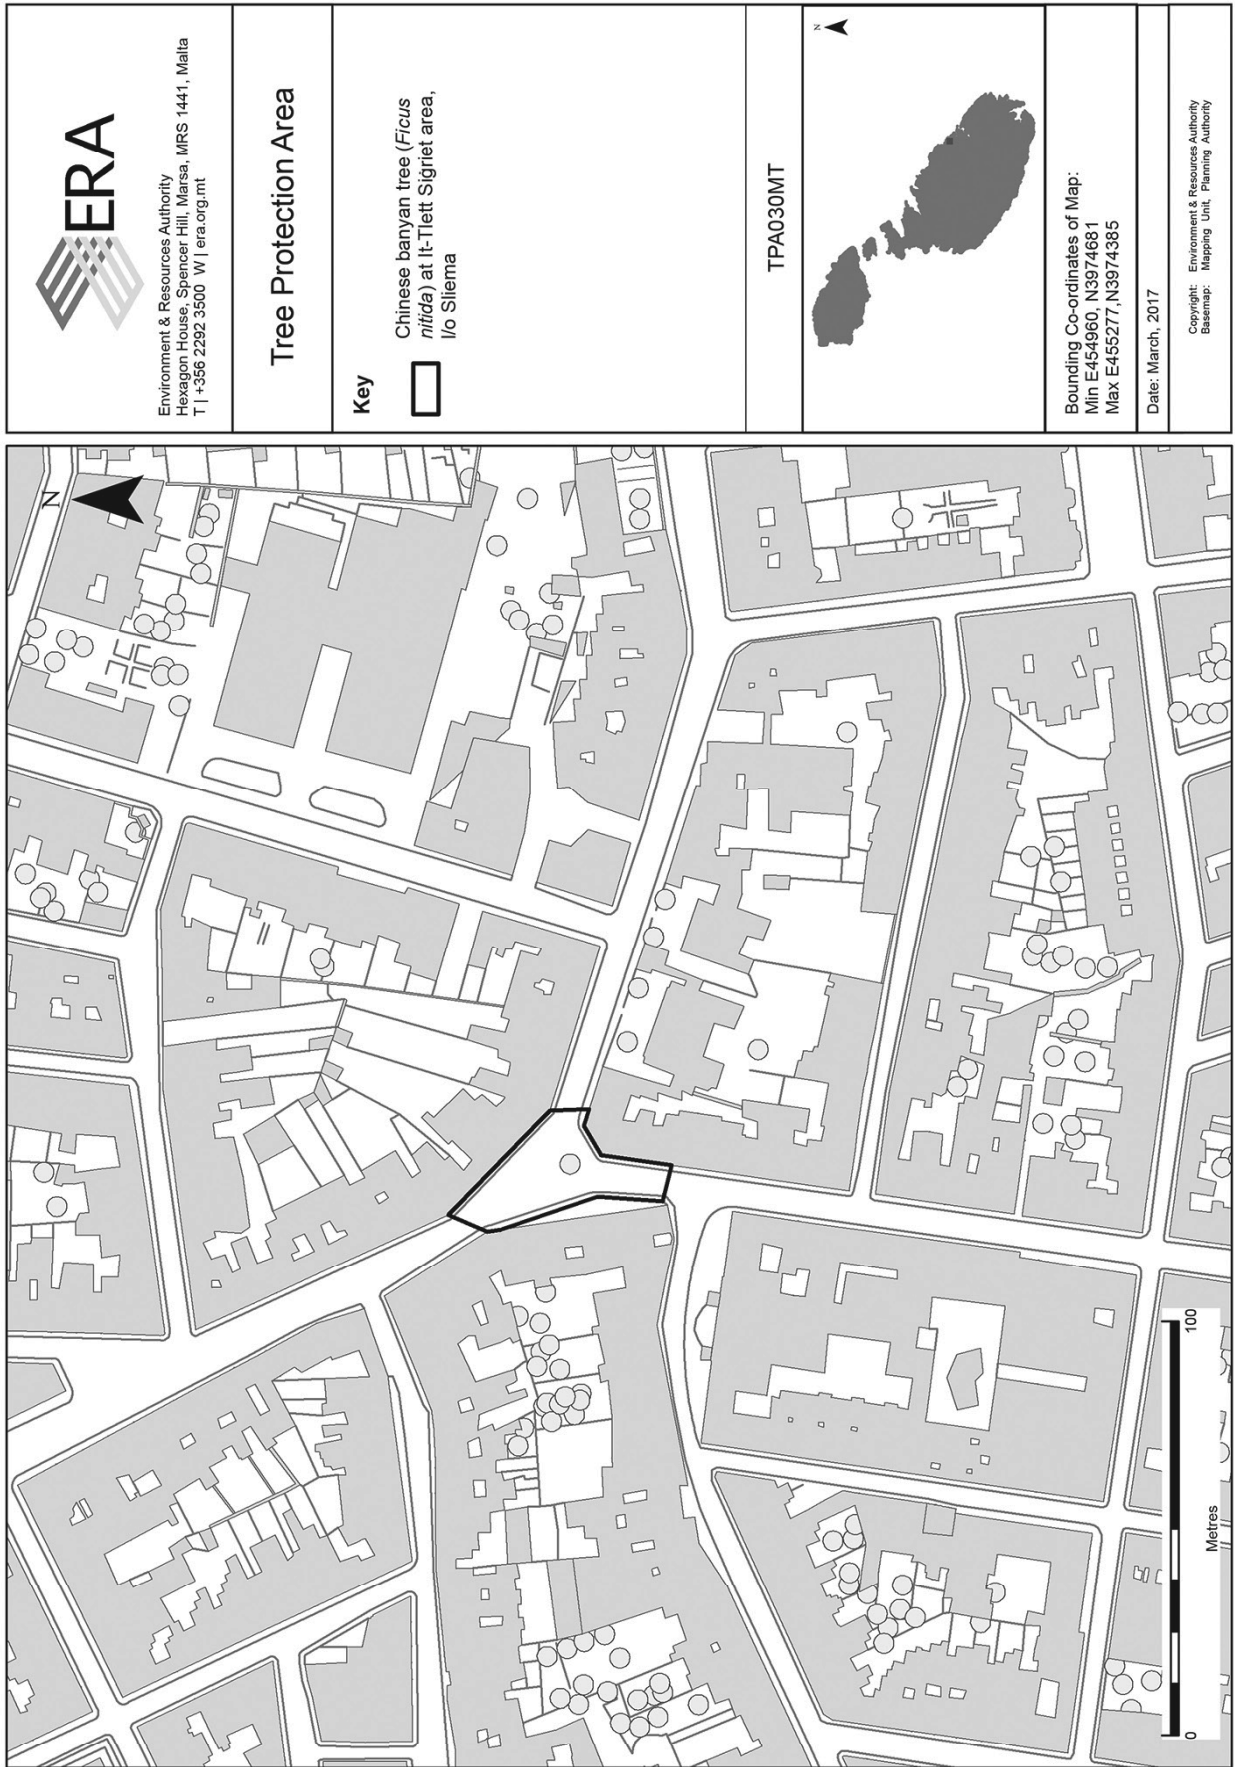 ERA
Environment & Resources Authority
Hexagon House, Spencer Hill, Marsa, MRS 1441, Malta
T | +356 2292 3500 W | era.org.mt
Tree Protection Area
Key
Chinese banyan tree (Ficus
nitida) at It-Tlett Siġriet area,
l/o Sliema
TPA030MT
N
Bounding Co-ordinates of Map:
Min E454960, N3974681
Max E455277,N3974385
Date: March, 2017
Copyright: Environment & Resources Authority
Basemap: Mapping Unit, Planning Authority
N
0
100
Metres